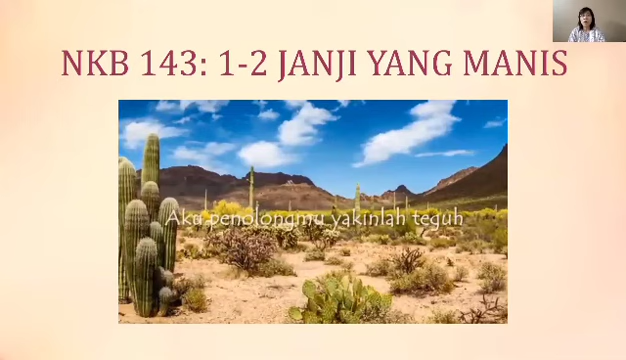 NKB 143: 1-2 JANJI YANG MANIS
Aku penolongmu yakinlah teguh